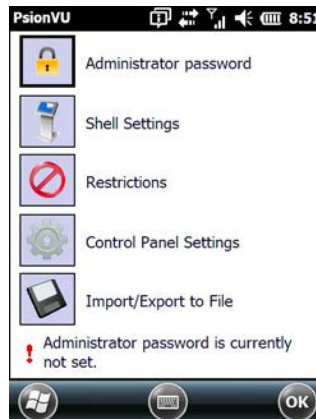 PsionVU 8:51
Administrator password
Shell Settings
Restrictions
Control Panel Settings
Import/Export to File
Administrator password is currently
not set.
OK